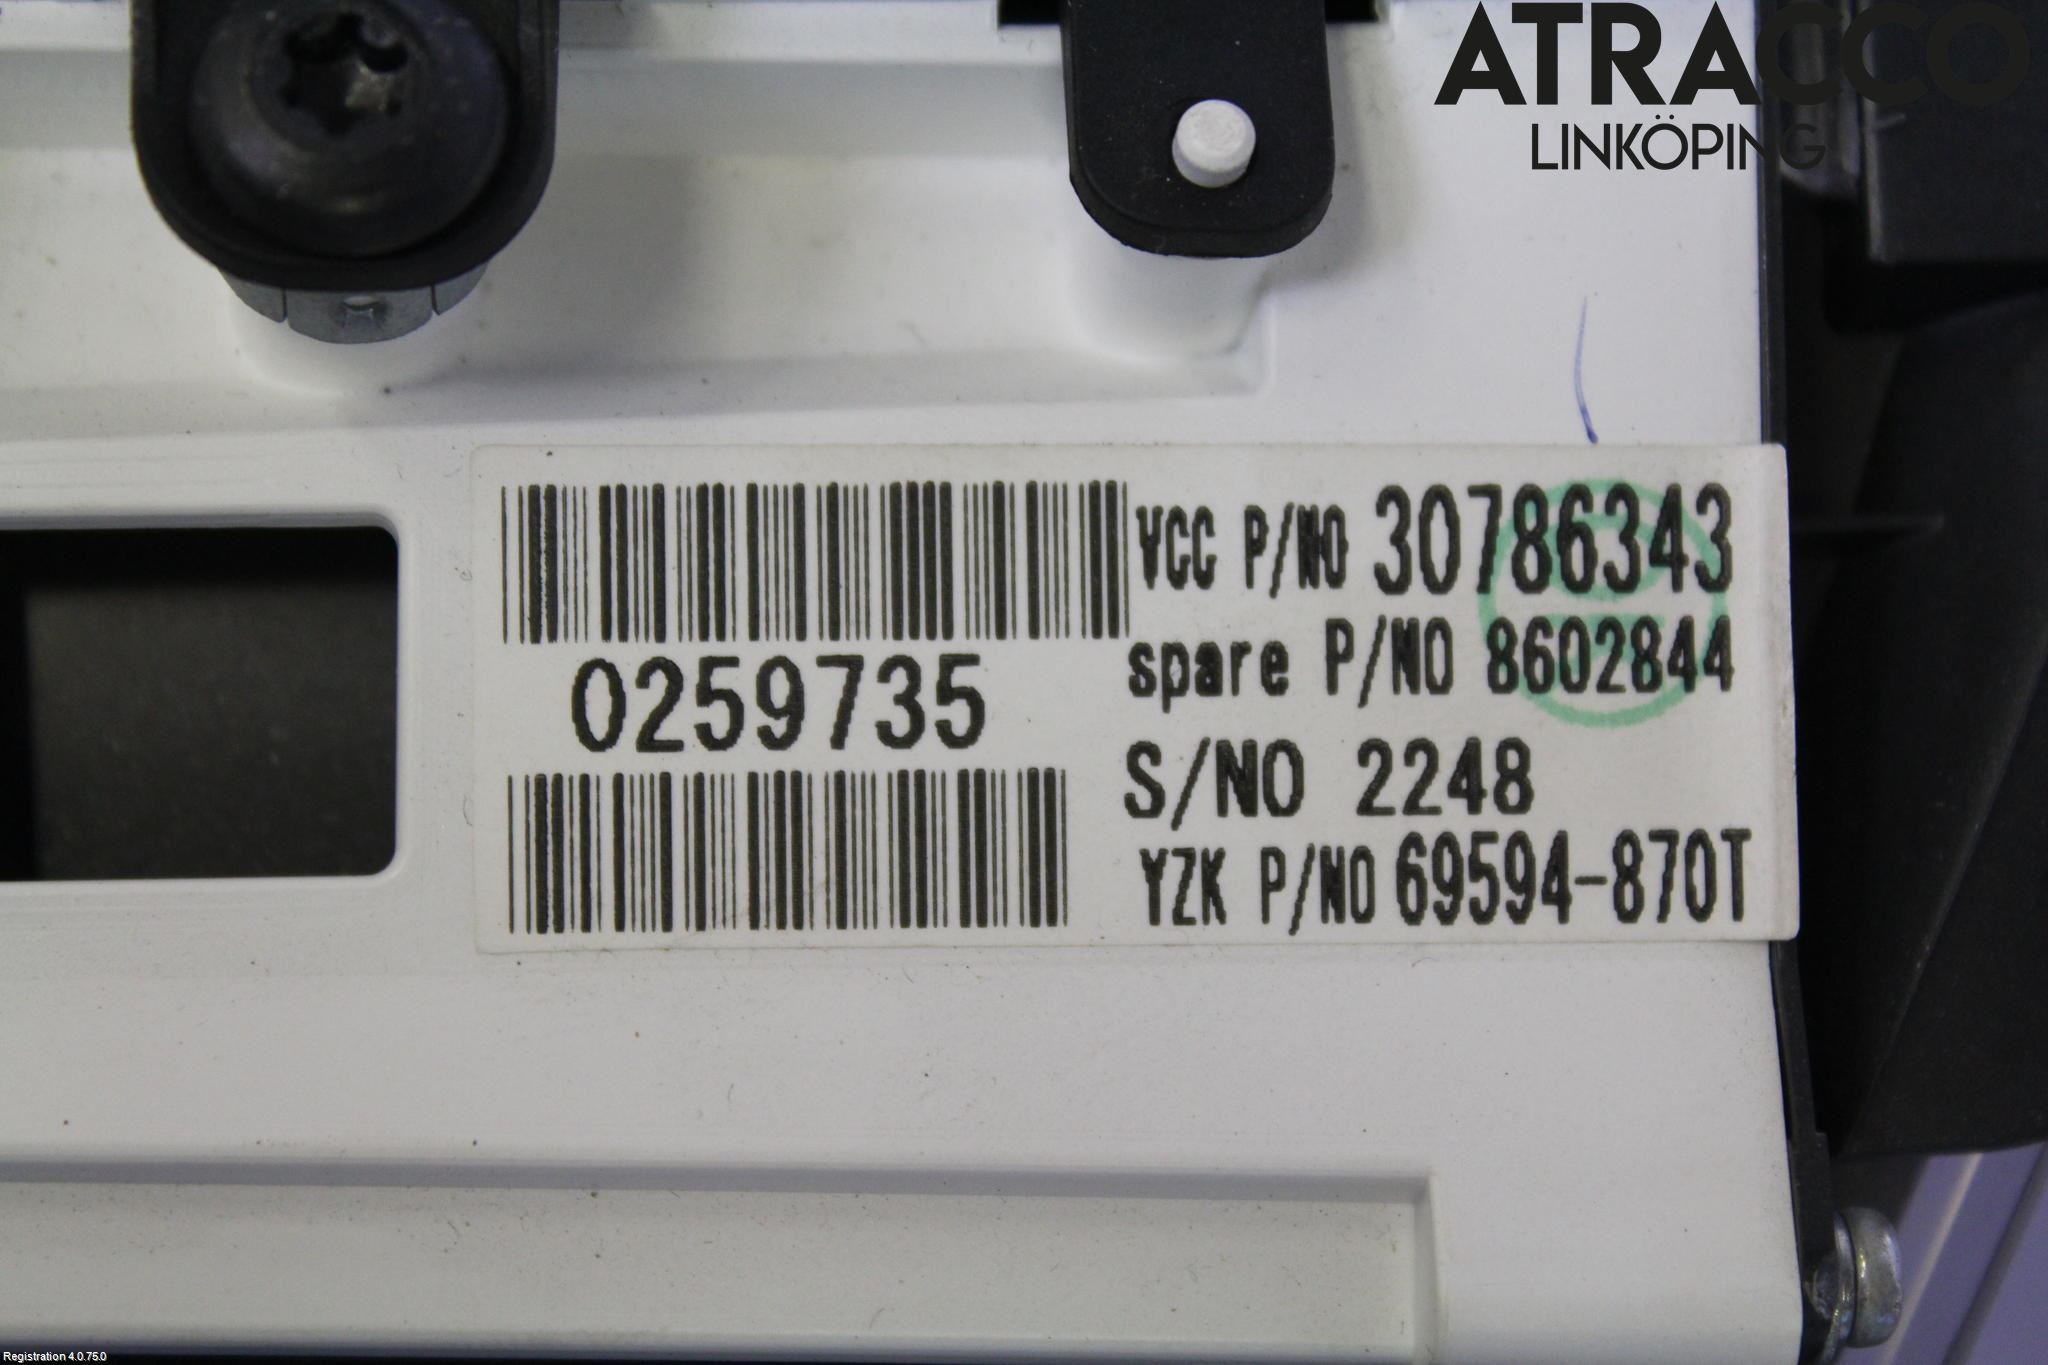 ATRACCO
LINKÖPING
VCC P/NO 30786343
spare P/NO 8602844
0259735
S/NO 2248
YZK P/NO 69594-870T
Registration 4.0.75.0